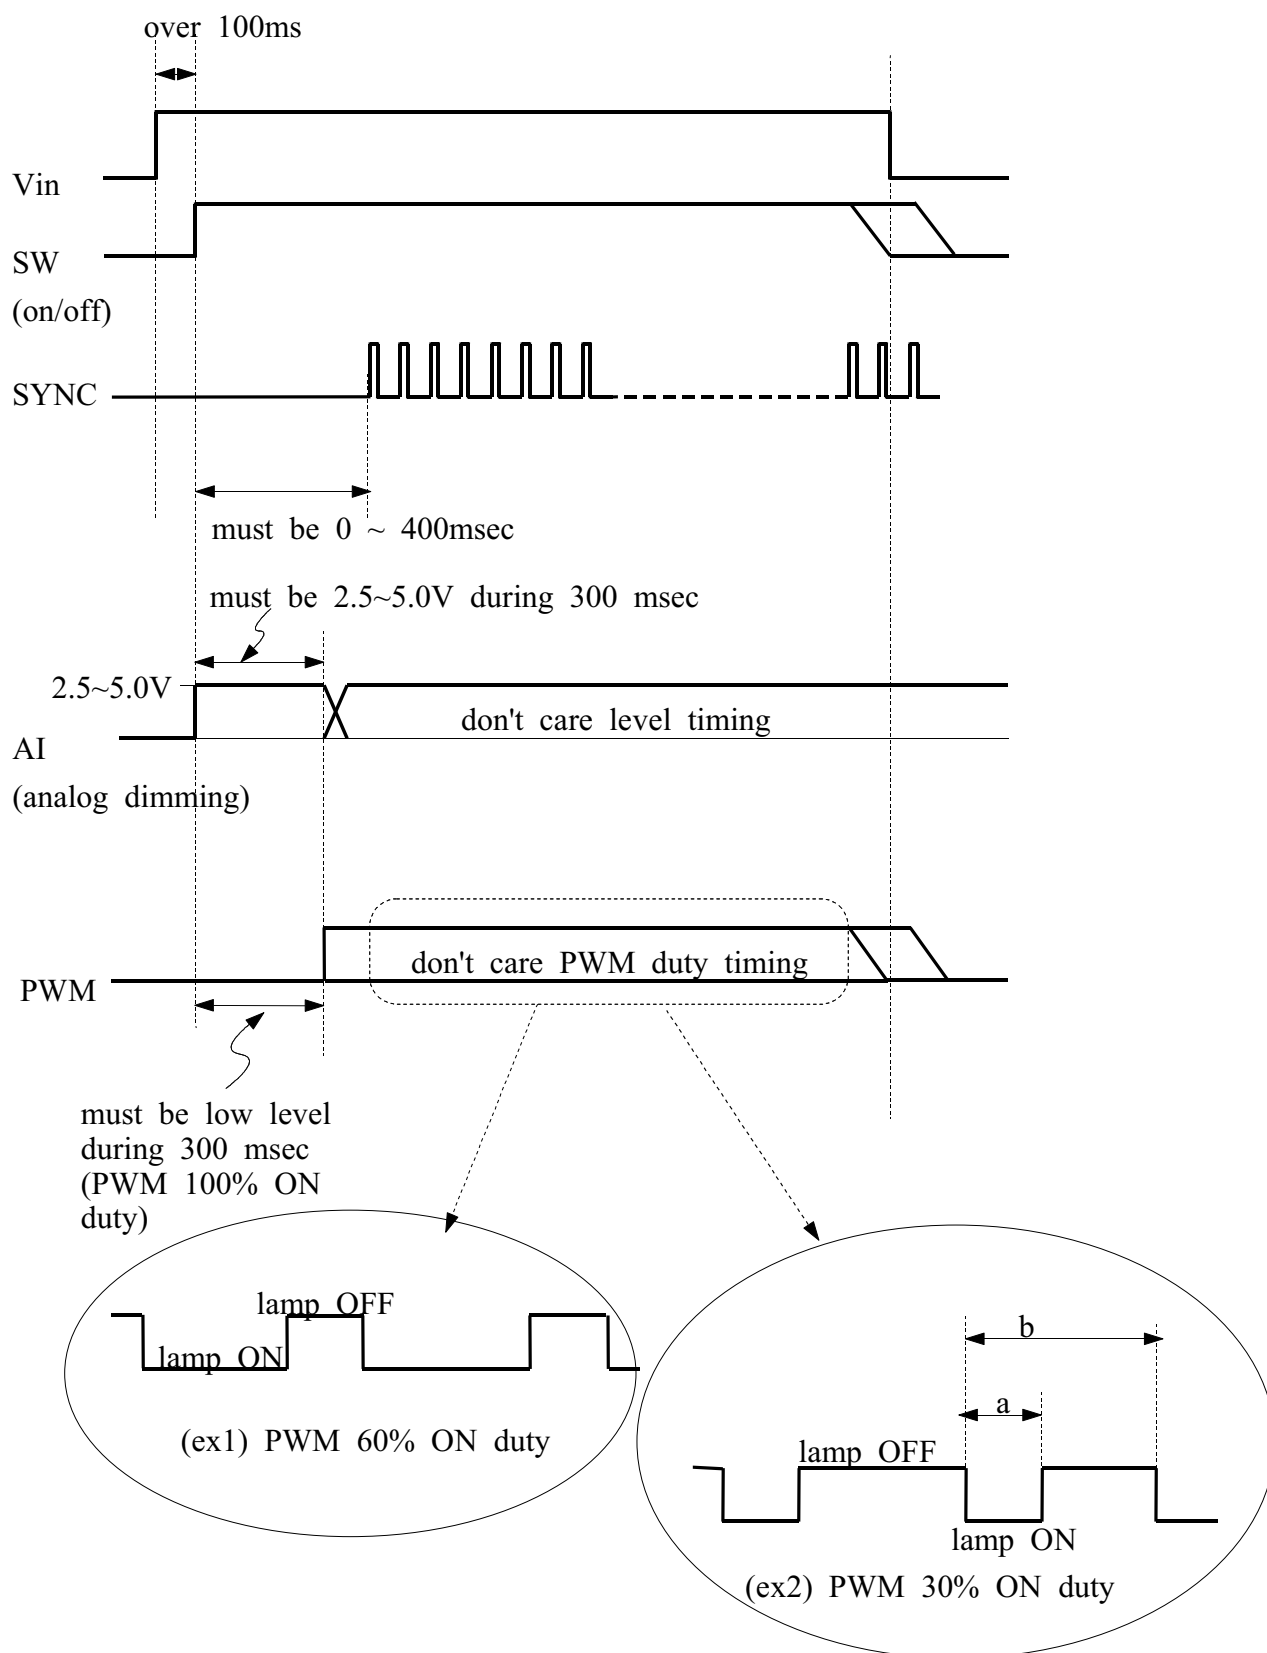 over 100ms
Vin
SW
(on/off)
SYNC
must be 0 ~ 400msec
must be 2.5~5.0V during 300 msec
2.5~5.0V
don't care level timing
AI
(analog dimming)
don't care PWM duty timing
PWM
must be low level
during 300 msec
(PWM 100% ON
duty)
lamp OFF
lamp ON
(ex1) PWM 60% ON duty
b
a
lamp OFF
lamp ON
(ex2) PWM 30% ON duty